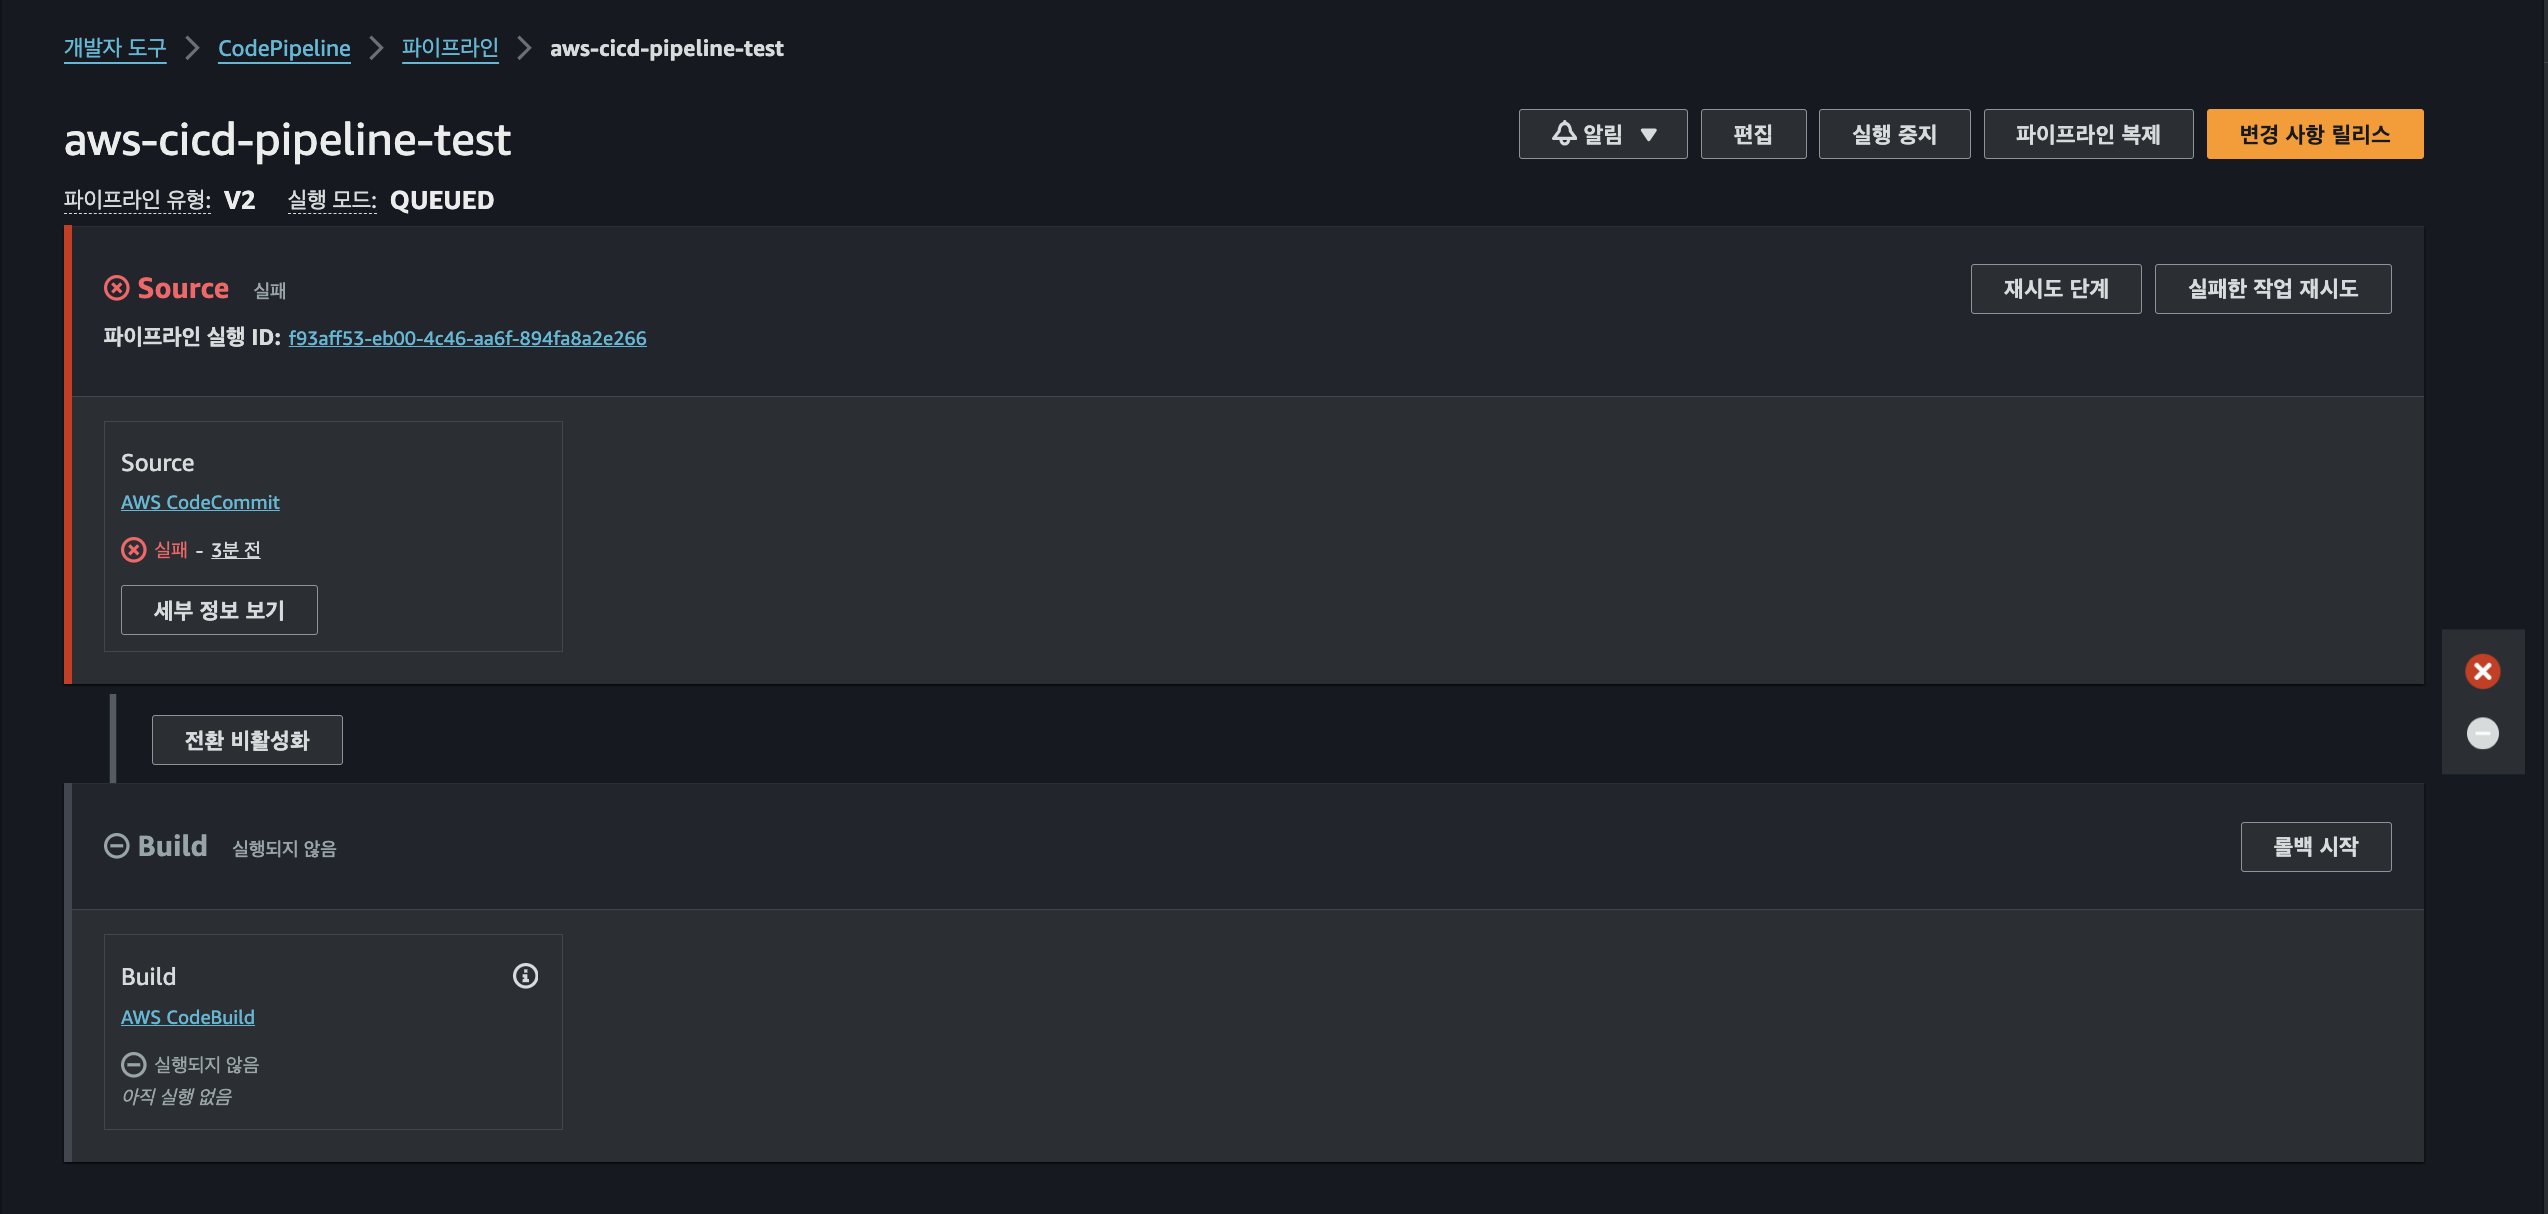 개발자 도구 CodePipeline 파이프라인 aws-cicd-pipeline-test
aws-cicd-pipeline-test
알림 편집 실행 중지 파이프라인 복제 변경 사항 릴리스
파이프라인 유형: V2 실행 모드: QUEUED
Source 실패
재시도 단계 실패한 작업 재시도
파이프라인 실행 ID: f93aff53-eb00-4c46-aa6f-894fa8a2e266
Source
AWS CodeCommit
실패 - 3분 전
세부 정보 보기
전환 비활성화
Build 실행되지 않음
롤백 시작
Build
AWS CodeBuild
실행되지 않음
아직 실행 없음